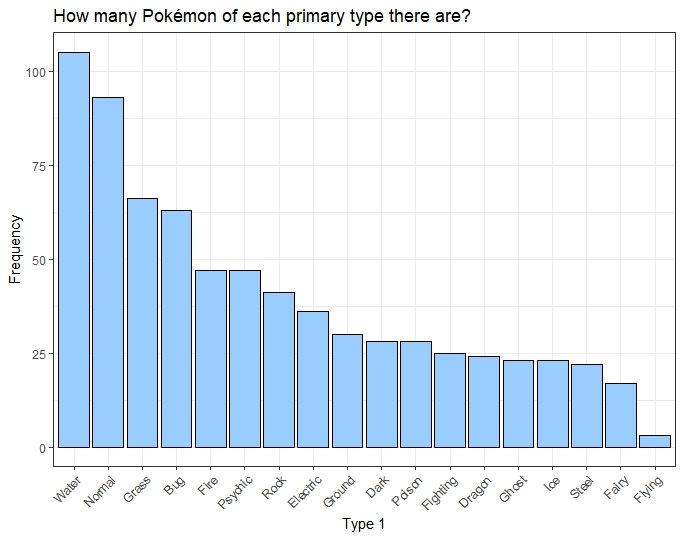 How many Pokémon of each primary type there are?
Frequency
100
75
50
25
0
Water
Normal
Grass
Bug
Fire
Psychic
Rock
Electric
Ground
Dark
Poison
Fighting
Dragon
Ghost
Ice
Steel
Fairy
Flying
Type 1